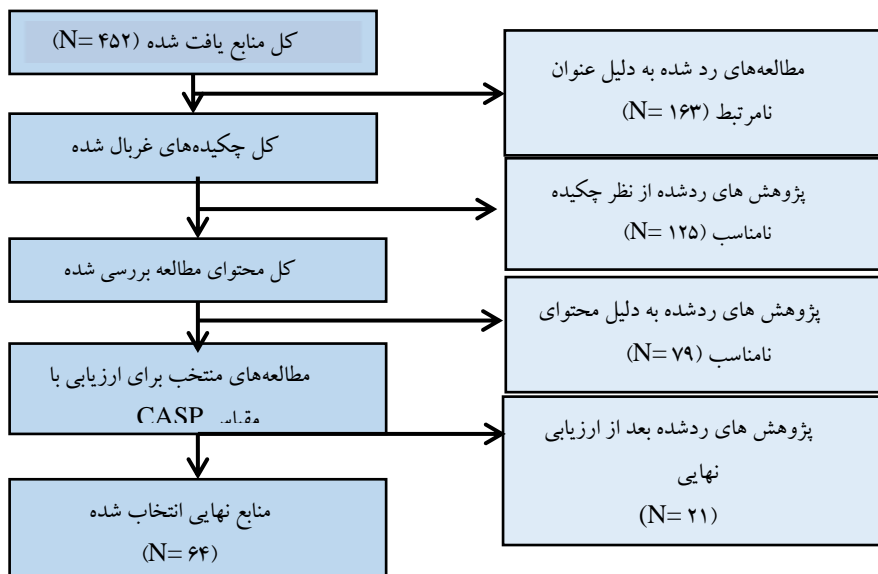 کل منابع یافت شده (N= ۴۵۲)
مطالعه‌های رد شده به دلیل عنوان
نامرتبط (N= ۱۶۳)
کل چکیده‌های غربال شده
پژوهش های ردشده از نظر چکیده
نامناسب (N= ۱۲۵)
کل محتوای مطالعه بررسی شده
پژوهش های ردشده به دلیل محتوای
نامناسب (N= ۷۹)
مطالعه‌های منتخب برای ارزیابی با
مقیاس CASP
پژوهش های ردشده بعد از ارزیابی
نهایی
(N= ۲۱)
منابع نهایی انتخاب شده
(N= ۶۴)